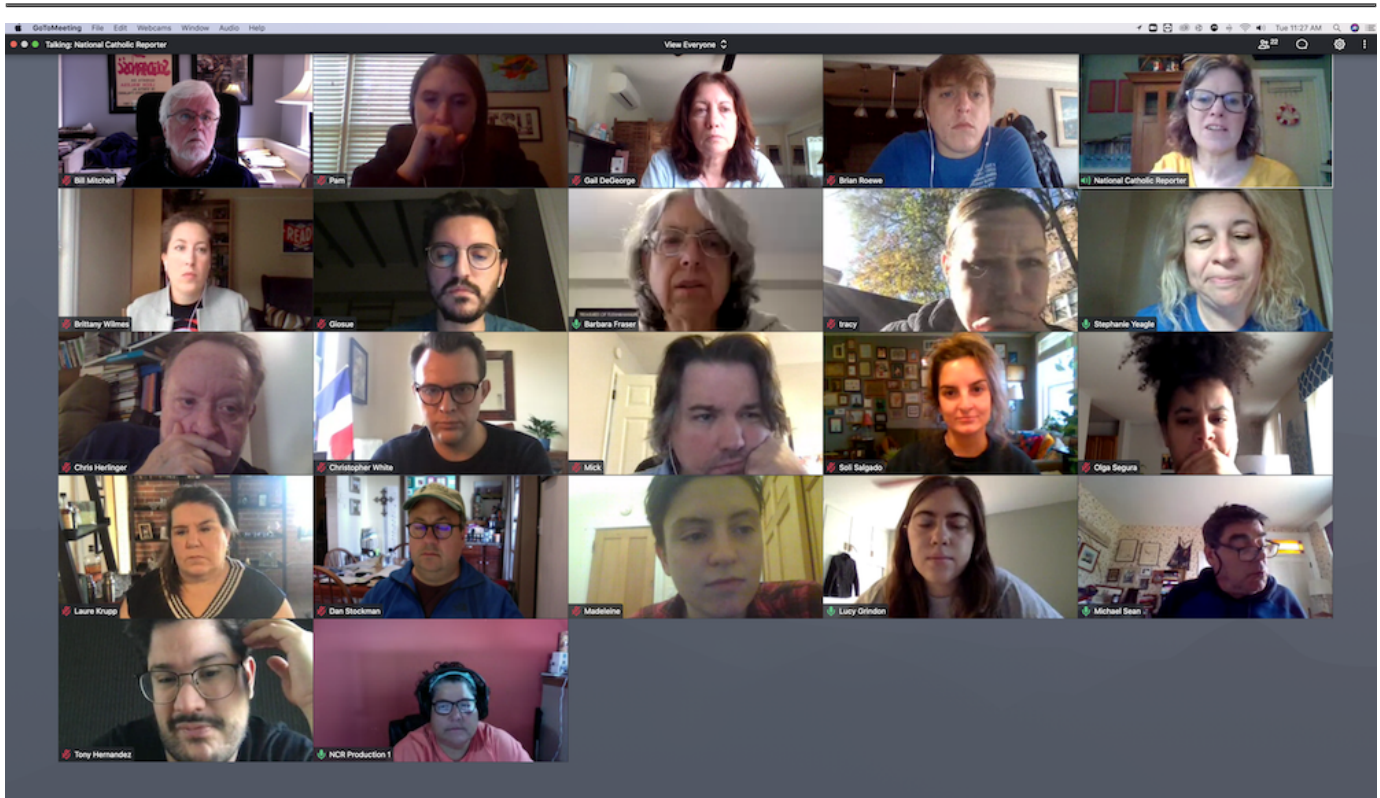 GoToMeeting File Edit Webcams Window Audio Help Tue 11:27 AM
Talking: National Catholic Reporter View Everyone 22
Bill Mitchell
Pam
Gail DeGeorge
Brian Roewe
National Catholic Reporter
READ
Brittany Wilmes
Giosue
Barbara Fraser
tracy
Stephanie Yeagle
Chris Herlinger
Christopher White
Mick
Soli Salgado
Olga Segura
Laure Krupp
Dan Stockman
Madeleine
Lucy Grindon
Michael Sean ..
Tony Hernandez
NCR Production 1